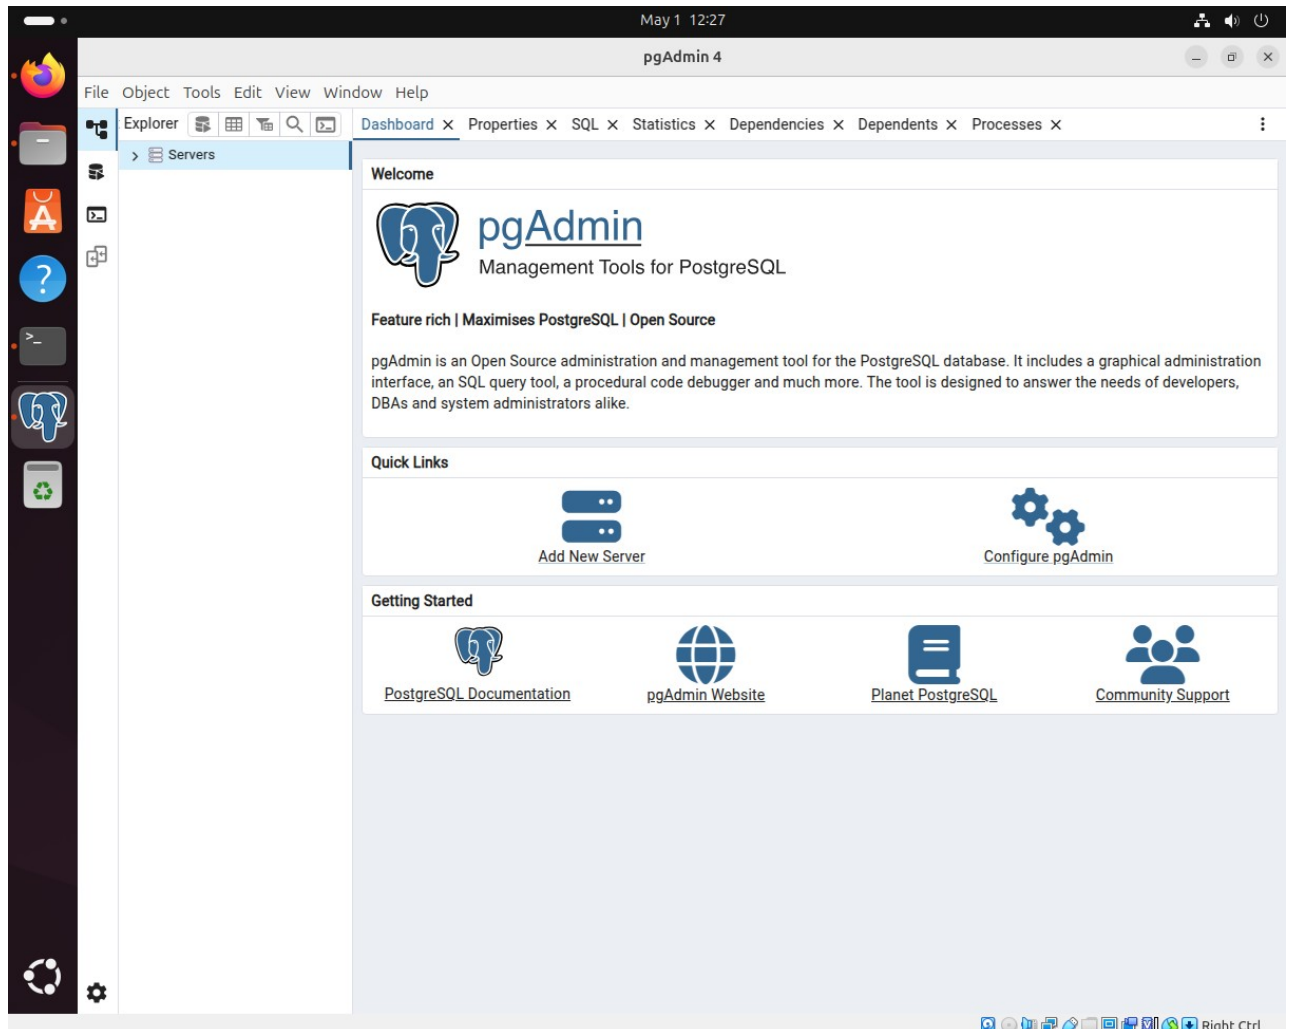 May 1 12:27
pgAdmin 4
File Object Tools Edit View Window Help
Explorer
Dashboard Properties SQL Statistics Dependencies Dependents Processes
Servers
Welcome
pgAdmin
Management Tools for PostgreSQL
Feature rich | Maximises PostgreSQL | Open Source
pgAdmin is an Open Source administration and management tool for the PostgreSQL database. It includes a graphical administration
interface, an SQL query tool, a procedural code debugger and much more. The tool is designed to answer the needs of developers,
DBAs and system administrators alike.
Quick Links
Add New Server Configure pgAdmin
Getting Started
PostgreSQL Documentation pgAdmin Website Planet PostgreSQL Community Support
Right Ctrl